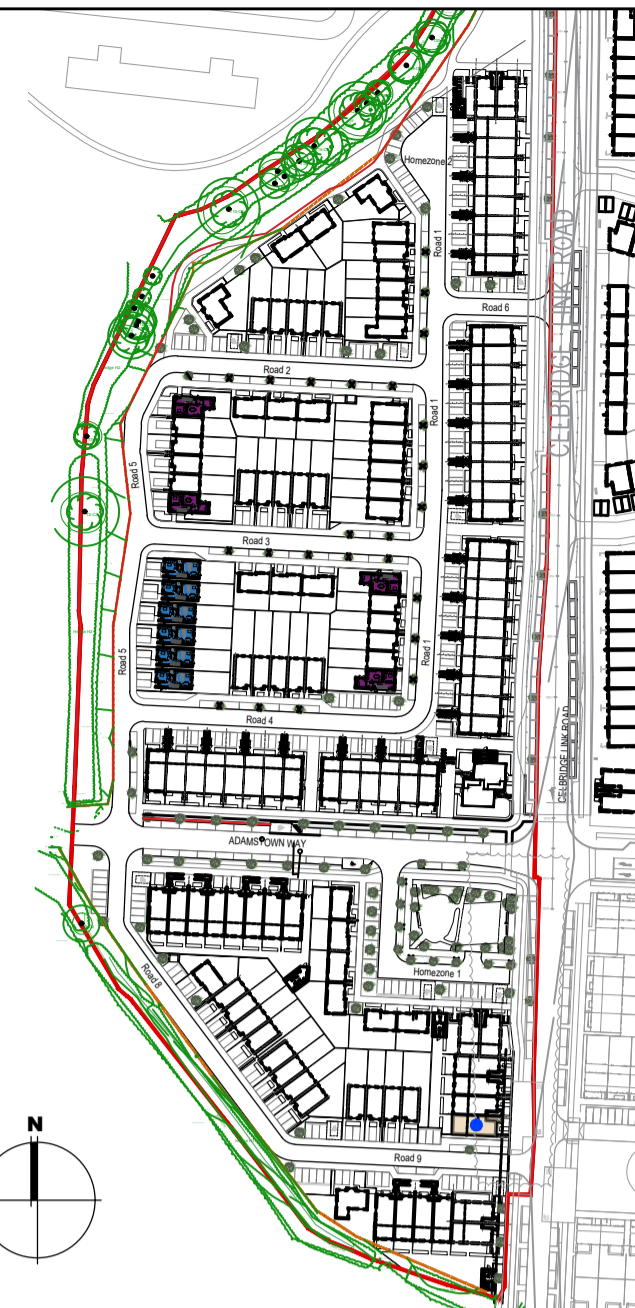 Homezone 2
Road 1
CELBRIDGE LINK ROAD
Road 6
Road 2
Road 1
Road 5
Road 3
Road 5
Road 1
Road 4
CELBRIDGE LINK ROAD
ADAMSTOWN WAY
Homezone 1
Road 8
N
Road 9